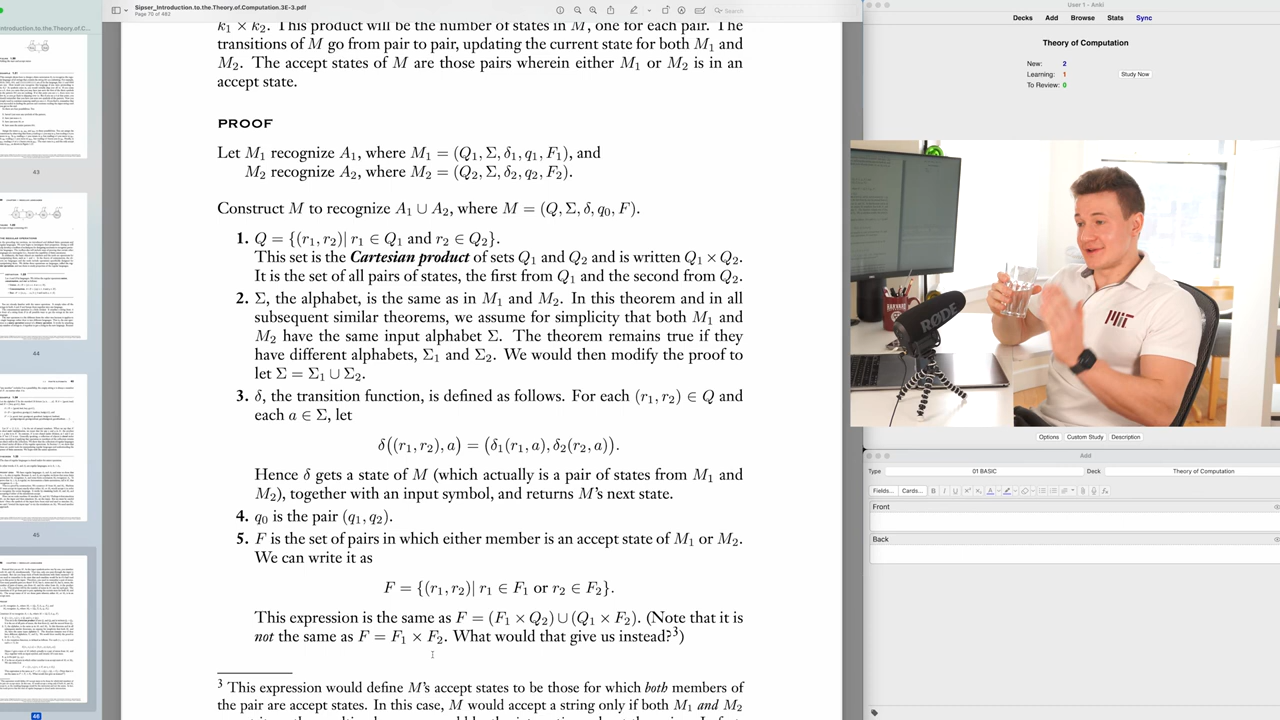 Sipser_Introduction.to.the.Theory.of.Computation.3E-3.pdf
Page 70 of 482
Search
ntroduction.to.the.Theory.of.C...
43
44
45
46
k1 × k2. This product
transitions of M go from pair to pair, updating the current state for both M1 and
M2. The accept states of M are those pairs wherein either M1 or M2 is in an
accept state.
PROOF
Let M1 recognize A1, where M1 = (Q1, Σ, δ1, q1, F1), and
M2 recognize A2, where M2 = (Q2, Σ, δ2, q2, F2).
Construct M to recognize A1 ∪ A2, where M = (Q, Σ, δ, q0, F).
1. Q = {(r1, r2)| r1 ∈ Q1 and r2 ∈ Q2}.
This set is the Cartesian product of sets Q1 and Q2 and is written Q1 × Q2.
It is the set of all pairs of states, the first from Q1 and the second from Q2.
2. Σ, the alphabet, is the same as in M1 and M2. In this theorem and in all
subsequent similar theorems, we assume for simplicity that both M1 and
M2 have the same input alphabet Σ. The theorem remains true if they
have different alphabets, Σ1 and Σ2. We would then modify the proof to
let Σ = Σ1 ∪ Σ2.
3. δ, the transition function, is defined as follows. For each (r1, r2) ∈ Q and
each a ∈ Σ, let
δ((r1, r2), a) = (δ1(r1, a), δ2(r2, a)).
Hence δ gets a state of M (which actually is a pair of states from M1 and
M2), together with an input symbol, and returns M's next state.
4. q0 is the pair (q1, q2).
5. F is the set of pairs in which either member is an accept state of M1 or M2.
We can write it as
F = {(r1, r2)| r1 ∈ F1 or r2 ∈ F2}.
This expression is the same as F = (F1 × Q2) ∪ (Q1 × F2). (Note that it is
not the same as F = F1 × F2. What would that give us instead?3)
3 This expression would define M's accept states to be those for which both members of
the pair are accept states. In this case, M would accept a string only if both M1 and M2
User 1 - Anki
Decks Add Browse Stats Sync
Theory of Computation
New: 2
Learning: 1
To Review: 0
Study Now
HARVARD
MIT
Options Custom Study Description
Add
Type 01 BASIC Deck Theory of Computation
Fields... Cards... B I U
Front
Back